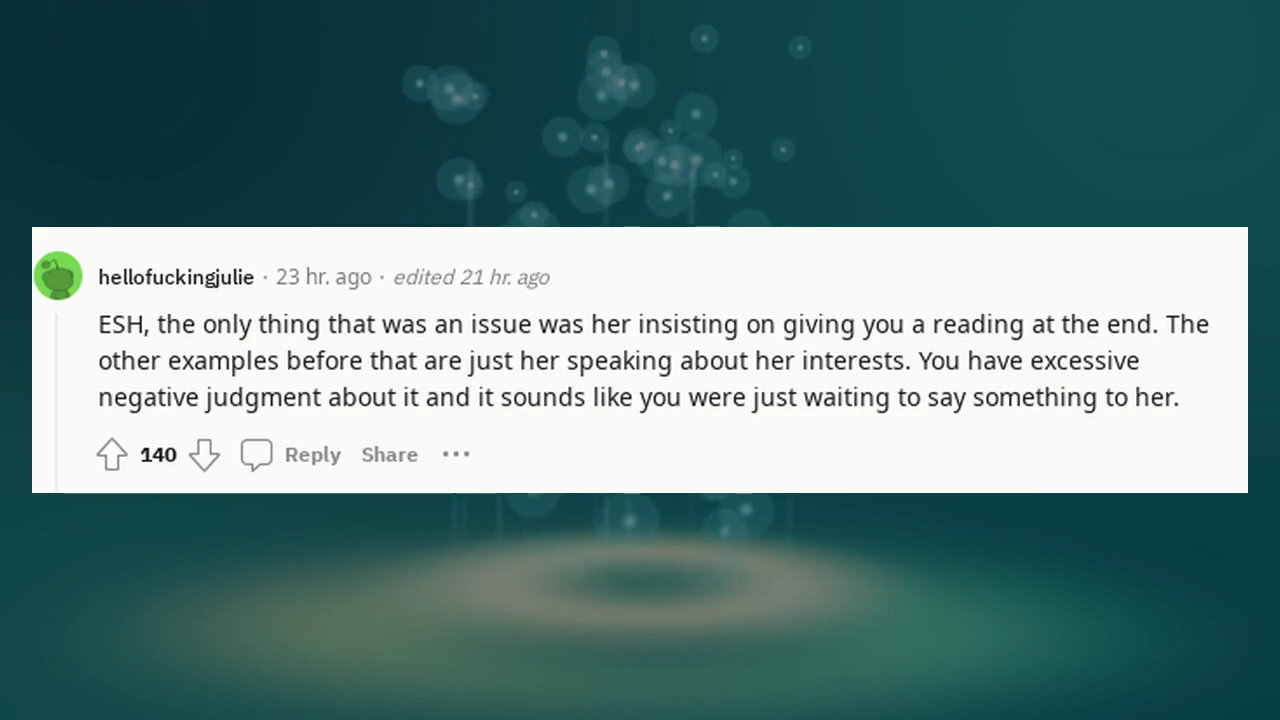 hellofuckingjulie · 23 hr. ago · edited 21 hr. ago
ESH, the only thing that was an issue was her insisting on giving you a reading at the end. The
other examples before that are just her speaking about her interests. You have excessive
negative judgment about it and it sounds like you were just waiting to say something to her.
140 Reply Share ···